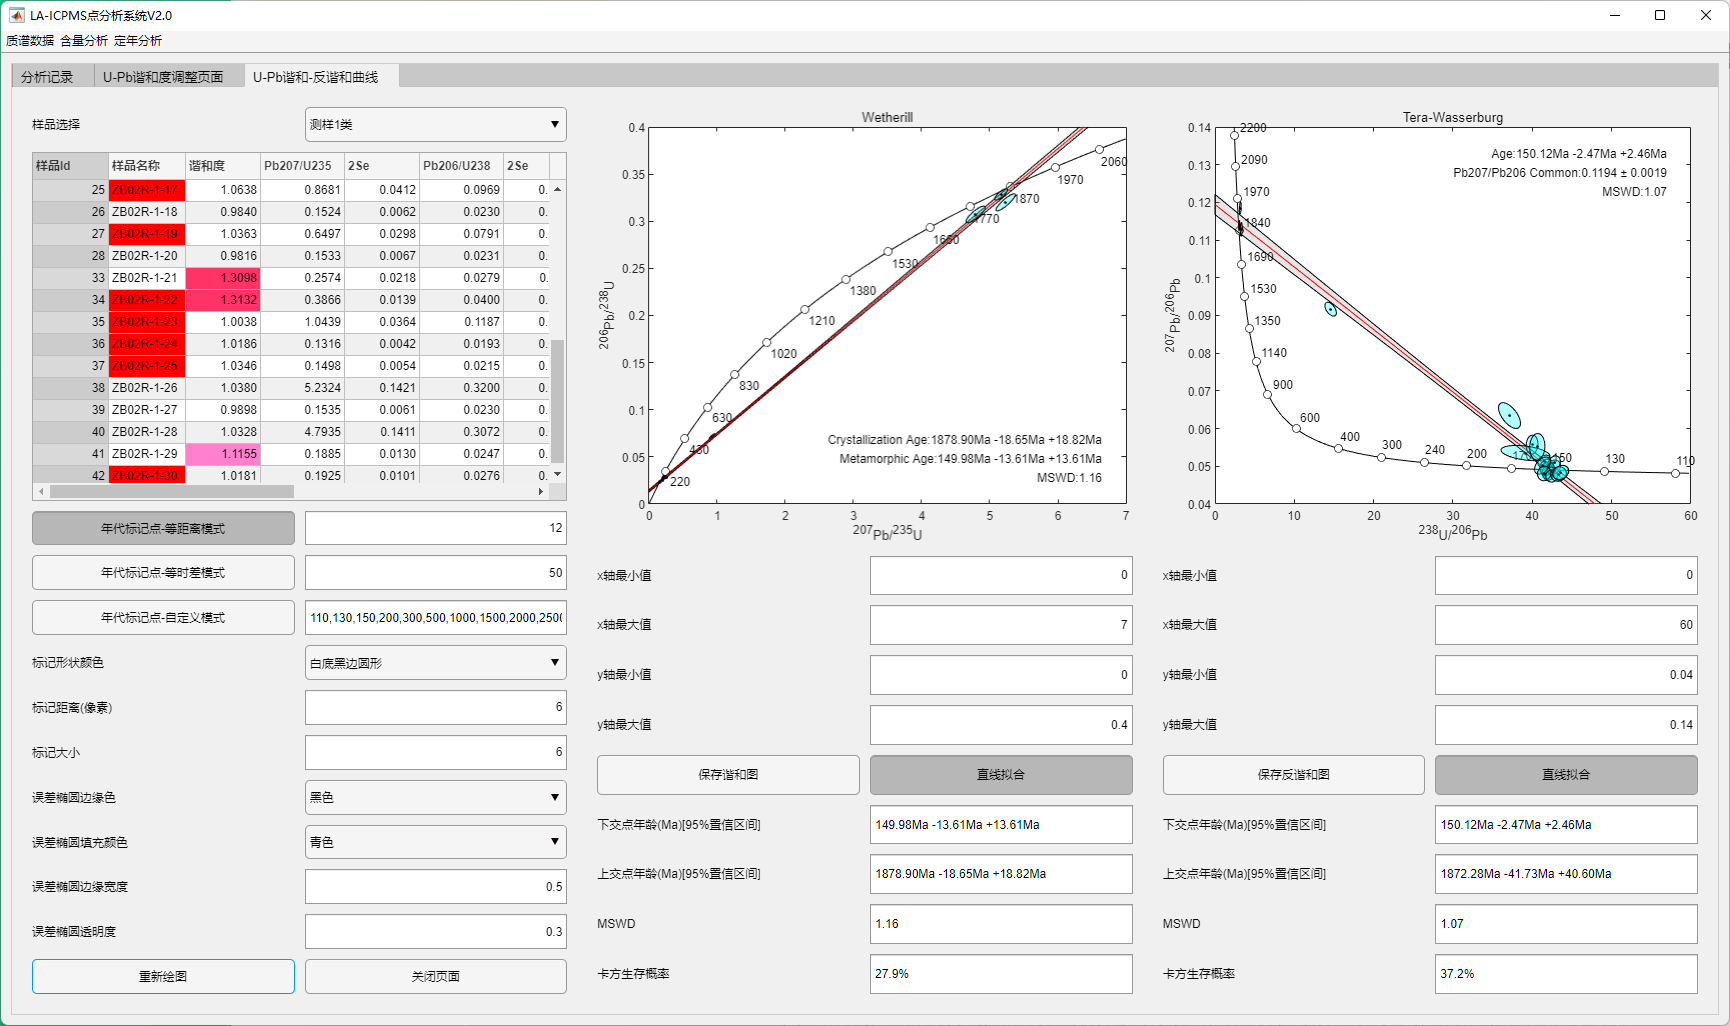 LA-ICPMS点分析系统V2.0
质谱数据 含量分析 定年分析
分析记录 U-Pb谐和度调整页面 U-Pb谐和-反谐和曲线
样品选择 测样1类
样品Id 样品名称 谐和度 Pb207/U235 2Se Pb206/U238 2Se
25 ZB02R-1-17 1.0638 0.8681 0.0412 0.0969 0.
26 ZB02R-1-18 0.9840 0.1524 0.0062 0.0230 0.
27 ZB02R-1-19 1.0363 0.6497 0.0298 0.0791 0.
28 ZB02R-1-20 0.9816 0.1533 0.0067 0.0231 0.
33 ZB02R-1-21 1.3098 0.2574 0.0218 0.0279 0.
34 ZB02R-1-22 1.3132 0.3866 0.0139 0.0400 0.
35 ZB02R-1-23 1.0038 1.0439 0.0364 0.1187 0.
36 ZB02R-1-24 1.0186 0.1316 0.0042 0.0193 0.
37 ZB02R-1-25 1.0346 0.1498 0.0054 0.0215 0.
38 ZB02R-1-26 1.0380 5.2324 0.1421 0.3200 0.
39 ZB02R-1-27 0.9898 0.1535 0.0061 0.0230 0.
40 ZB02R-1-28 1.0328 4.7935 0.1411 0.3072 0.
41 ZB02R-1-29 1.1155 0.1885 0.0130 0.0247 0.
42 ZB02R-1-30 1.0181 0.1925 0.0101 0.0276 0.
年代标记点-等距离模式 12
年代标记点-等时差模式 50
年代标记点-自定义模式 110,130,150,200,300,500,1000,1500,2000,2500
标记形状颜色 白底黑边圆形
标记距离(像素) 6
标记大小 6
误差椭圆边缘色 黑色
误差椭圆填充颜色 青色
误差椭圆边缘宽度 0.5
误差椭圆透明度 0.3
重新绘图 关闭页面
Wetherill
0.4
0.35
0.3
0.25
0.2
0.15
0.1
0.05
0
206Pb/238U
2060
1970
1870
1770
1660
1530
1380
1210
1020
830
630
430
220
Crystallization Age:1878.90Ma -18.65Ma +18.82Ma
Metamorphic Age:149.98Ma -13.61Ma +13.61Ma
MSWD:1.16
0 1 2 3 4 5 6 7
207Pb/235U
x轴最小值 0
x轴最大值 7
y轴最小值 0
y轴最大值 0.4
保存谐和图 直线拟合
下交点年龄(Ma)[95%置信区间] 149.98Ma -13.61Ma +13.61Ma
上交点年龄(Ma)[95%置信区间] 1878.90Ma -18.65Ma +18.82Ma
MSWD 1.16
卡方生存概率 27.9%
Tera-Wasserburg
0.14
0.13
0.12
0.11
0.1
0.09
0.08
0.07
0.06
0.05
0.04
207Pb/206Pb
Age:150.12Ma -2.47Ma +2.46Ma
Pb207/Pb206 Common:0.1194 ± 0.0019
MSWD:1.07
2200
2090
1970
1840
1690
1530
1350
1140
900
600
400
300
240
200
150
130
110
0 10 20 30 40 50 60
238U/206Pb
x轴最小值 0
x轴最大值 60
y轴最小值 0.04
y轴最大值 0.14
保存反谐和图 直线拟合
下交点年龄(Ma)[95%置信区间] 150.12Ma -2.47Ma +2.46Ma
上交点年龄(Ma)[95%置信区间] 1872.28Ma -41.73Ma +40.60Ma
MSWD 1.07
卡方生存概率 37.2%